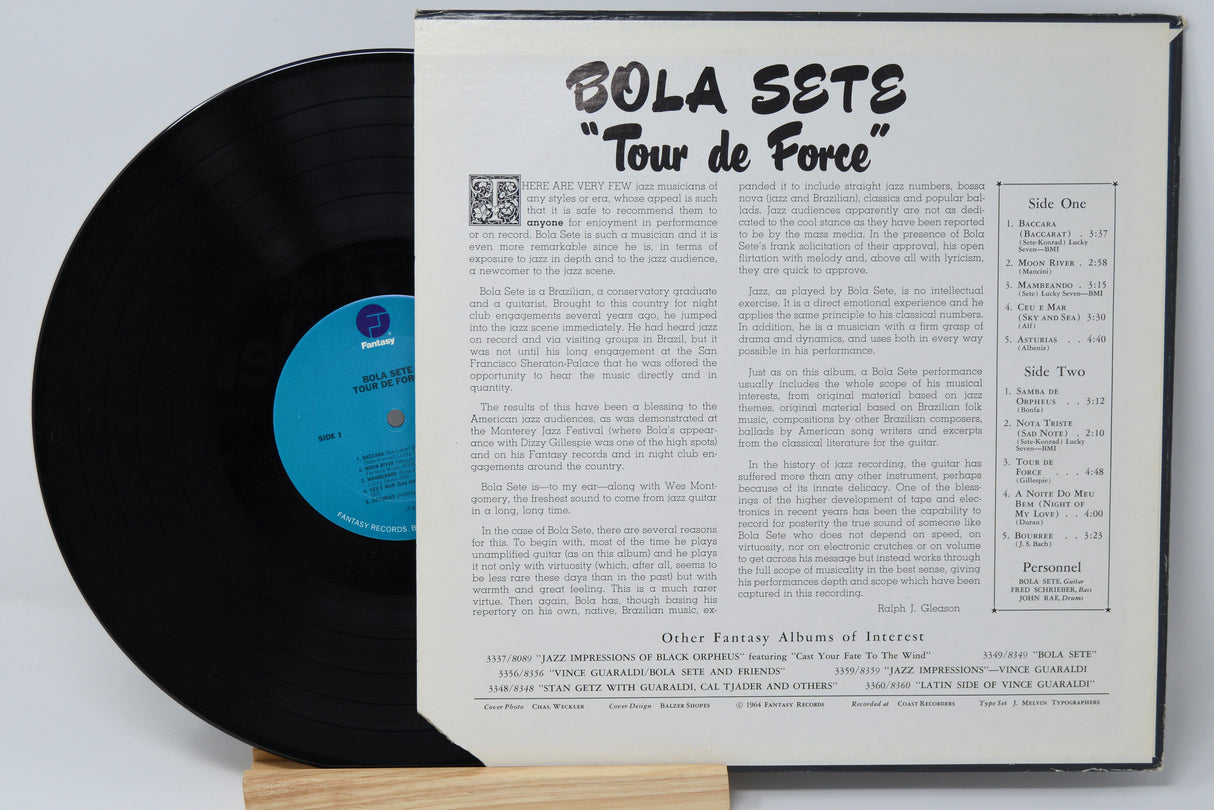 BOLA SETE
"Tour de Force"
THERE ARE VERY FEW jazz musicians of
any styles or era, whose appeal is such
that it is safe to recommend them to
anyone for enjoyment in performance
or on record. Bola Sete is such a musician and it is
even more remarkable since he is, in terms of
exposure to jazz in depth and to the jazz audience,
a newcomer to the jazz scene.
Bola Sete is a Brazilian, a conservatory graduate
and a guitarist. Brought to this country for night
club engagements several years ago, he jumped
into the jazz scene immediately. He had heard jazz
on record and via visiting groups in Brazil, but it
was not until his long engagement at the San
Francisco Sheraton-Palace that he was offered the
opportunity to hear the music directly and in
quantity.
The results of this have been a blessing to the
American jazz audiences, as was demonstrated at
the Monterey Jazz Festival (where Bola's appear-
ance with Dizzy Gillespie was one of the high spots)
and on his Fantasy records and in night club en-
gagements around the country.
Bola Sete is—to my ear—along with Wes Mont-
gomery, the freshest sound to come from jazz guitar
in a long, long time.
In the case of Bola Sete, there are several reasons
for this. To begin with, most of the time he plays
unamplified guitar (as on this album) and he plays
it not only with virtuosity (which, after all, seems to
be less rare these days than in the past) but with
warmth and great feeling. This is a much rarer
virtue. Then again, Bola has, though basing his
repertory on his own, native, Brazilian music, ex-
panded it to include straight jazz numbers, bossa
nova (jazz and Brazilian), classics and popular bal-
lads. Jazz audiences apparently are not as dedi-
cated to the cool stance as they have been reported
to be by the mass media. In the presence of Bola
Sete's frank solicitation of their approval, his open
flirtation with melody and, above all with lyricism,
they are quick to approve.
Jazz, as played by Bola Sete, is no intellectual
exercise. It is a direct emotional experience and he
applies the same principle to his classical numbers.
In addition, he is a musician with a firm grasp of
drama and dynamics, and uses both in every way
possible in his performance.
Just as on this album, a Bola Sete performance
usually includes the whole scope of his musical
interests, from original material based on jazz
themes, original material based on Brazilian folk
music, compositions by other Brazilian composers,
ballads by American song writers and excerpts
from the classical literature for the guitar.
In the history of jazz recording, the guitar has
suffered more than any other instrument, perhaps
because of its innate delicacy. One of the bless-
ings of the higher development of tape and elec-
tronics in recent years has been the capability to
record for posterity the true sound of someone like
Bola Sete who does not depend on speed, on
virtuosity, nor on electronic crutches or on volume
to get across his message but instead works through
the full scope of musicality in the best sense, giving
his performances depth and scope which have been
captured in this recording.
Ralph J. Gleason
Side One
1. BACCARA
(BACCARAT) . 3:37
(Sete-Konrad) Lucky
Seven—BMI
2. MOON RIVER . 2:58
(Mancini)
3. MAMBEANDO . 3:15
(Sete) Lucky Seven—BMI
4. CEU E MAR
(SKY AND SEA) 3:30
(Alf)
5. ASTURIAS . . 4:40
(Albeniz)
Side Two
1. SAMBA DE
ORPHEUS . . 3:12
(Bonfa)
2. NOTA TRISTE
(SAD NOTE) . 2:10
(Sete-Konrad) Lucky
Seven—BMI
3. TOUR DE
FORCE . . . . 4:48
(Gillespie)
4. A NOITE DO MEU
BEM (NIGHT OF
MY LOVE) . . 4:00
(Duran)
5. BOURREE . . 3:23
(J. S. Bach)
Personnel
BOLA SETE, Guitar
FRED SCHRIEBER, Bass
JOHN RAE, Drums
Other Fantasy Albums of Interest
3337/8089 "JAZZ IMPRESSIONS OF BLACK ORPHEUS" featuring "Cast Your Fate To The Wind" 3349/8349 "BOLA SETE"
3356/8356 "VINCE GUARALDI/BOLA SETE AND FRIENDS" 3359/8359 "JAZZ IMPRESSIONS"—VINCE GUARALDI
3348/8348 "STAN GETZ WITH GUARALDI, CAL TJADER AND OTHERS" 3360/8360 "LATIN SIDE OF VINCE GUARALDI"
Cover Photo CHAS. WECKLER Cover Design BALZER SHOPES © 1964 FANTASY RECORDS Recorded at COAST RECORDERS Type Set J. MELVIN TYPOGRAPHERS
Fantasy
BOLA SETE
TOUR DE
SIDE 1
1. BACCARA
2. MOON RIVER
3. MAMBEANDO
4. CEU E MAR
5. ASTURIAS
FANTASY RECORDS,